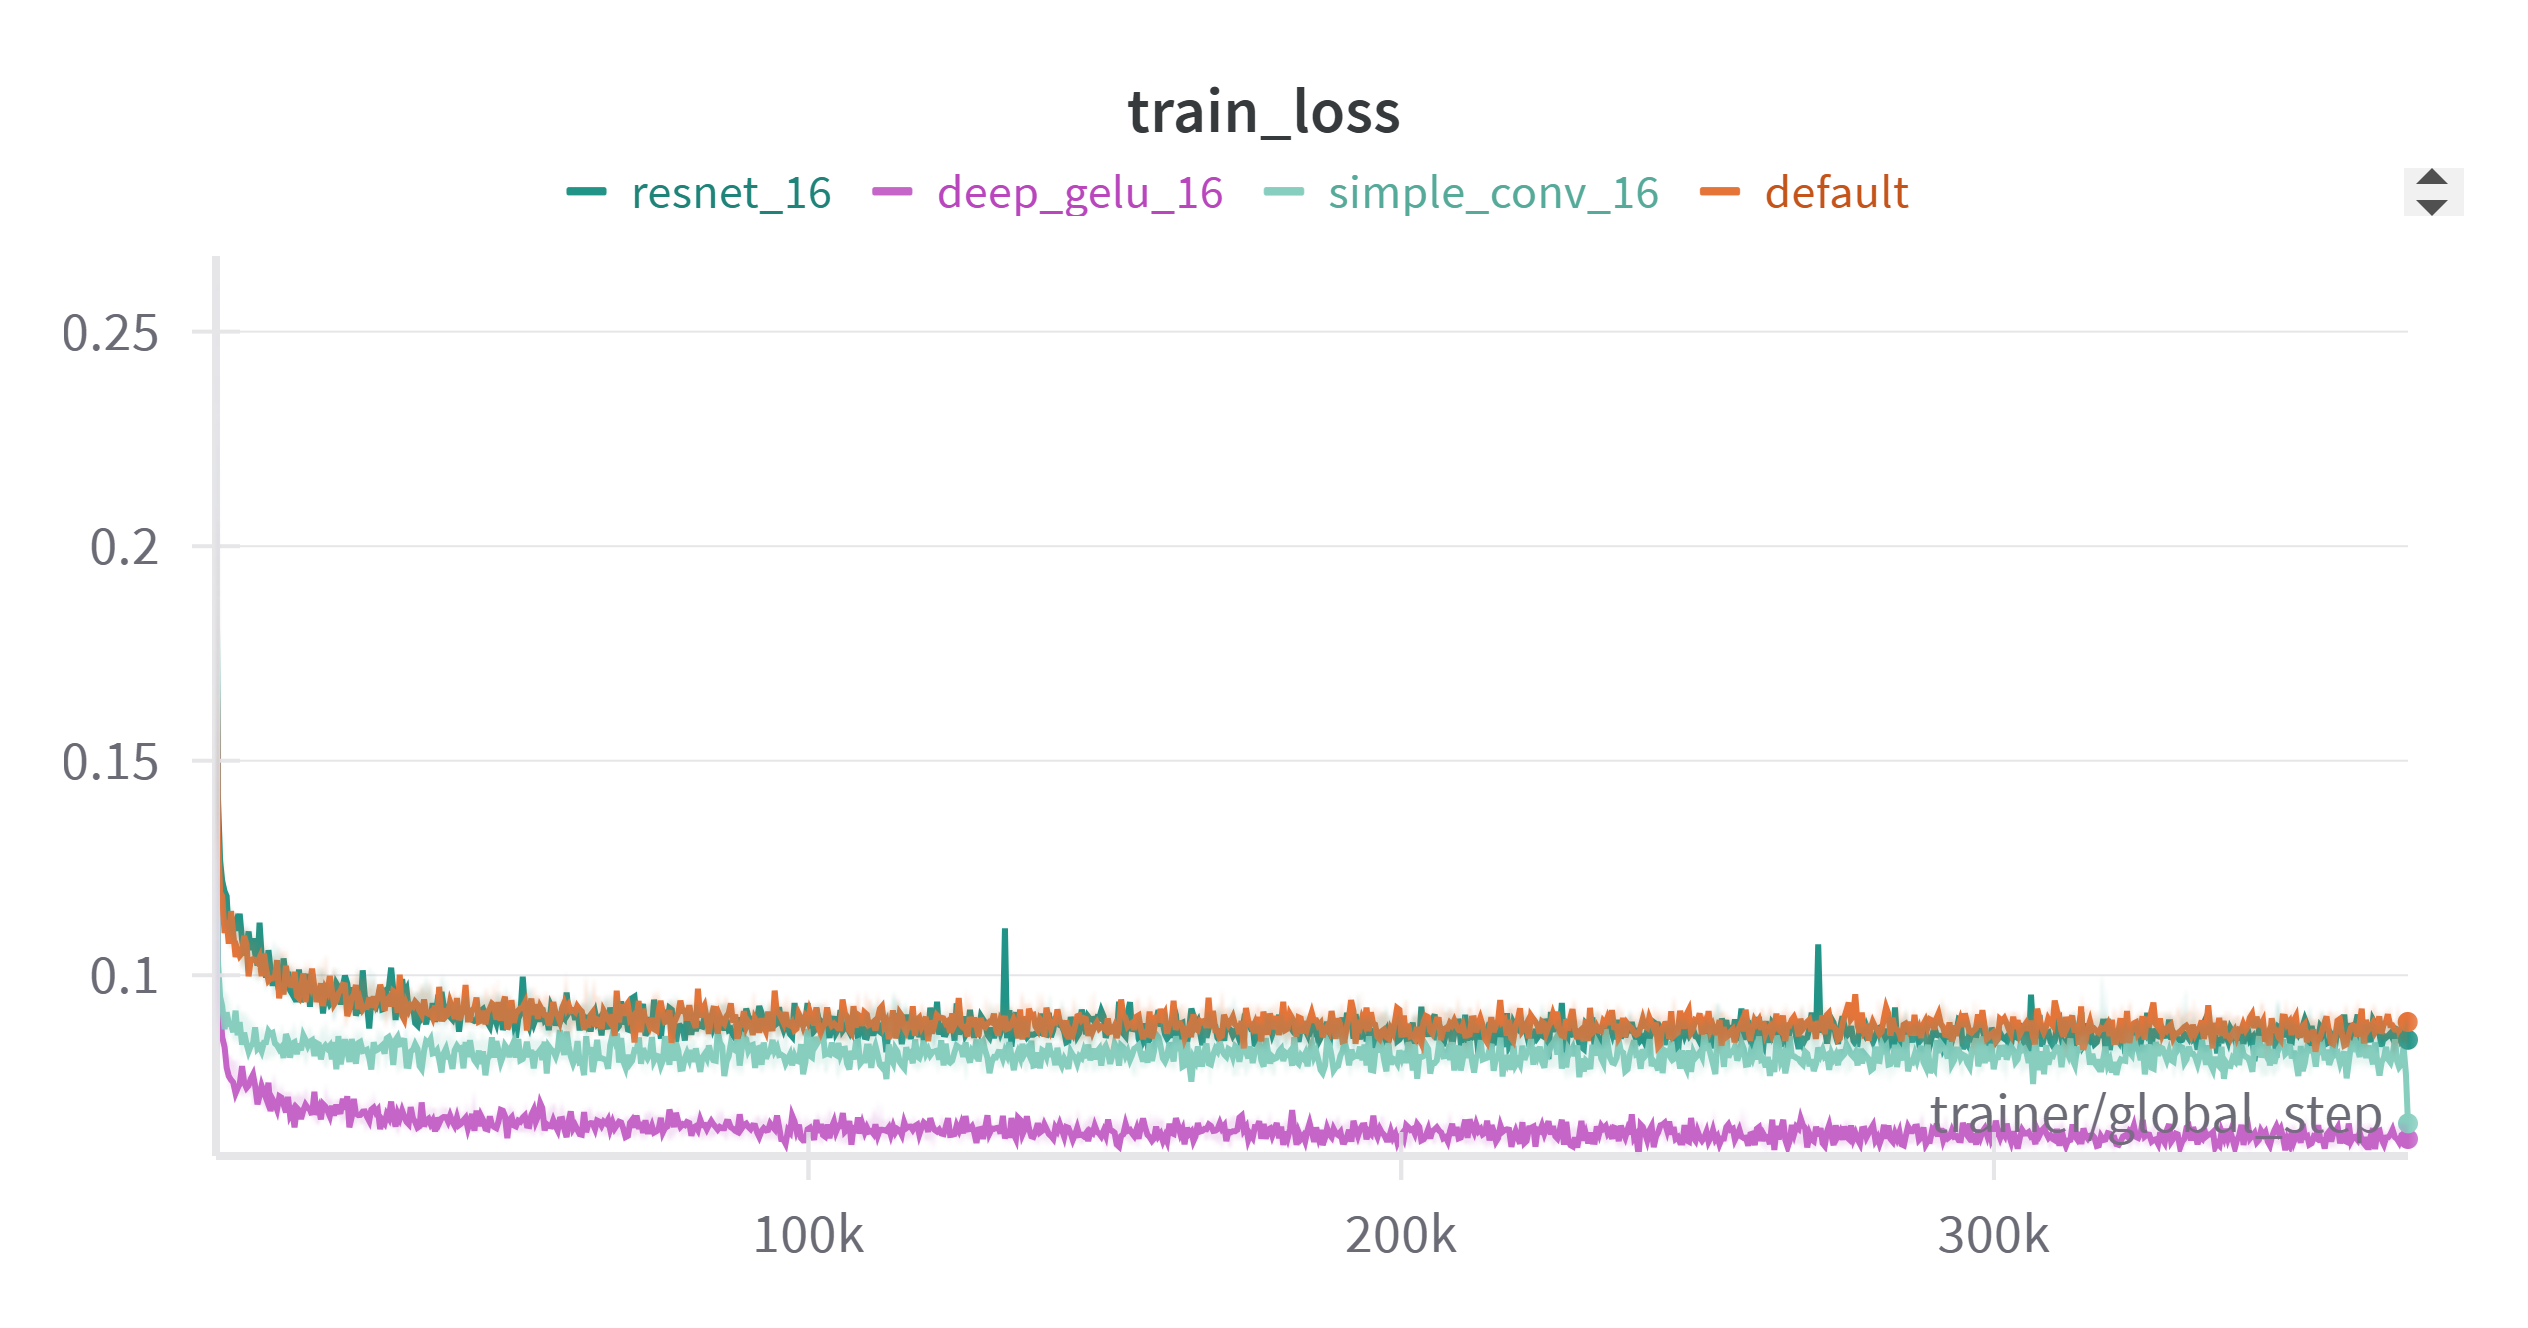 train_loss
resnet_16 deep_gelu_16 simple_conv_16 default
0.25
0.2
0.15
0.1
trainer/global_step
100k 200k 300k